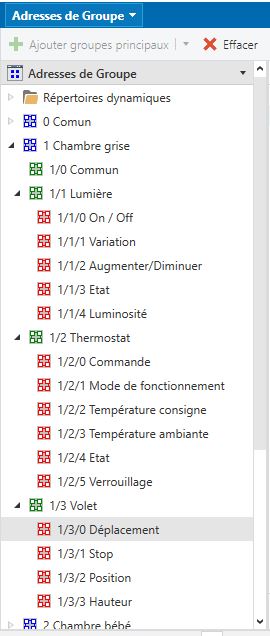 Adresses de Groupe
Ajouter groupes principaux Effacer
Adresses de Groupe
Répertoires dynamiques
0 Comun
1 Chambre grise
1/0 Commun
1/1 Lumière
1/1/0 On / Off
1/1/1 Variation
1/1/2 Augmenter/Diminuer
1/1/3 Etat
1/1/4 Luminosité
1/2 Thermostat
1/2/0 Commande
1/2/1 Mode de fonctionnement
1/2/2 Température consigne
1/2/3 Température ambiante
1/2/4 Etat
1/2/5 Verrouillage
1/3 Volet
1/3/0 Déplacement
1/3/1 Stop
1/3/2 Position
1/3/3 Hauteur
2 Chambre bébé